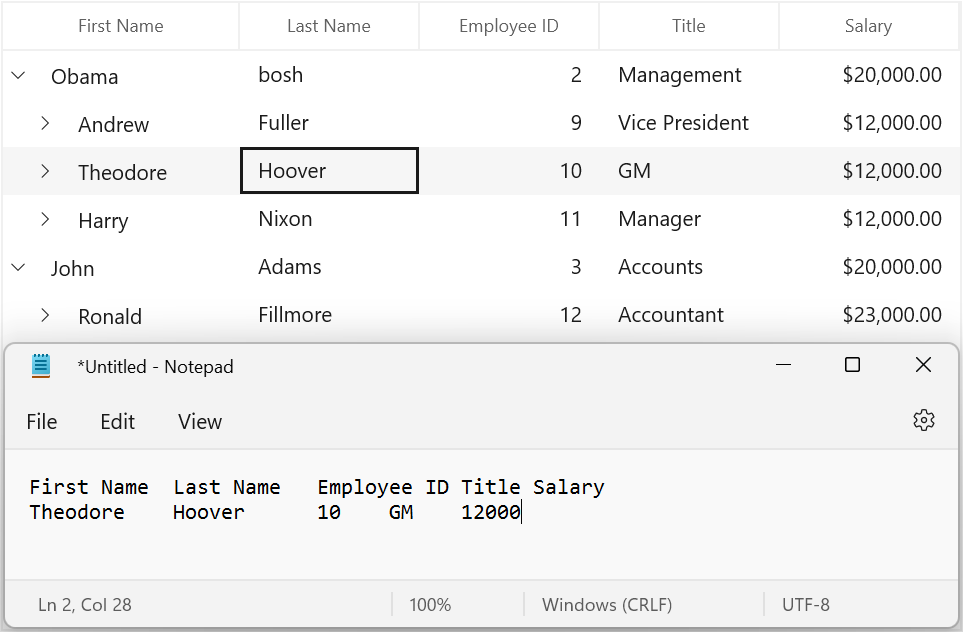 First Name Last Name Employee ID Title Salary
Obama bosh 2 Management $20,000.00
Andrew Fuller 9 Vice President $12,000.00
Theodore Hoover 10 GM $12,000.00
Harry Nixon 11 Manager $12,000.00
John Adams 3 Accounts $20,000.00
Ronald Fillmore 12 Accountant $23,000.00
*Untitled - Notepad
File Edit View
First Name Last Name Employee ID Title Salary
Theodore Hoover 10 GM 12000
Ln 2, Col 28 100% Windows (CRLF) UTF-8